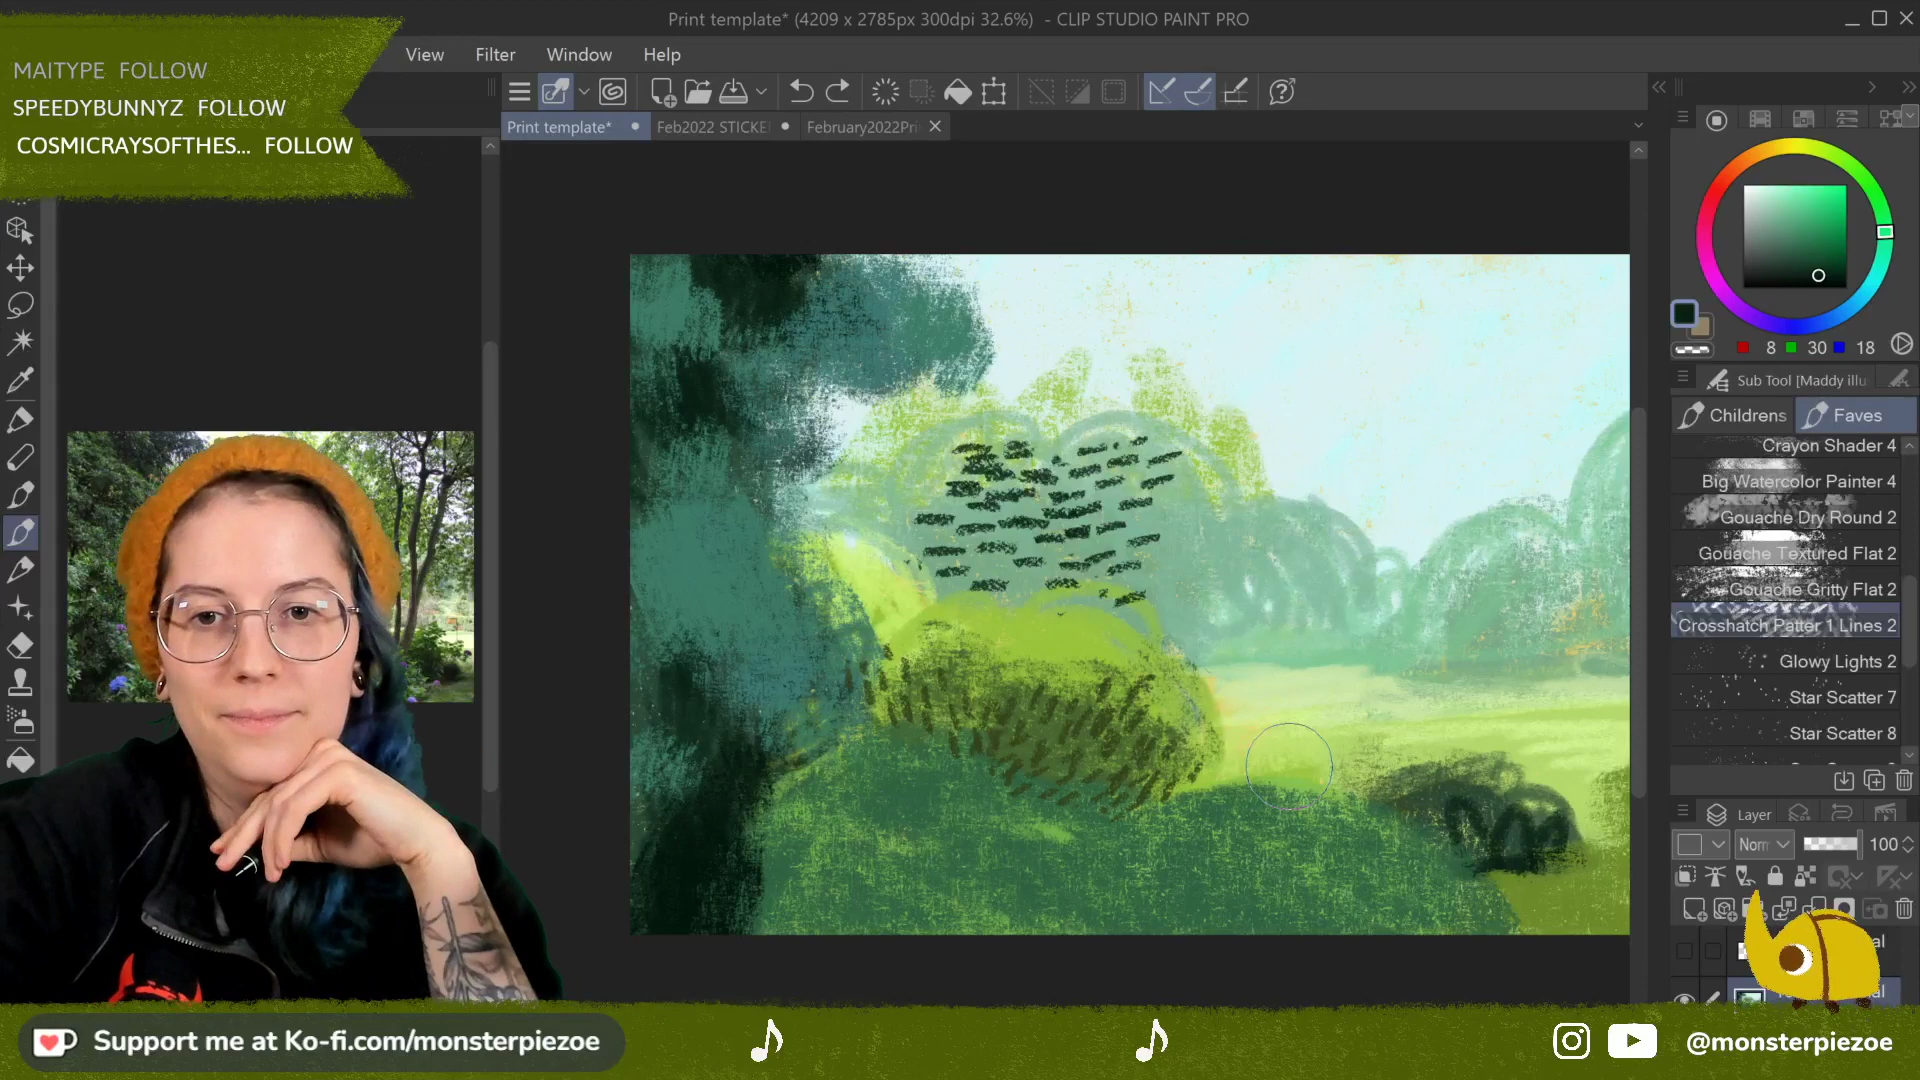 Print template* (4209 x 2785px 300dpi 32.6%) - CLIP STUDIO PAINT PRO
View Filter Window Help
MAITYPE FOLLOW
SPEEDYBUNNYZ FOLLOW
COSMICRAYSOFTHES... FOLLOW
Print template* Feb2022 STICKE February2022Pri
8 30 18
Sub Tool [Maddy illu
Childrens Faves
Crayon Shader 4
Big Watercolor Painter 4
Gouache Dry Round 2
Gouache Textured Flat 2
Gouache Gritty Flat 2
Crosshatch Patter 1 Lines 2
Glowy Lights 2
Star Scatter 7
Star Scatter 8
Layer
Norn 100
Support me at Ko-fi.com/monsterpiezoe
@monsterpiezoe